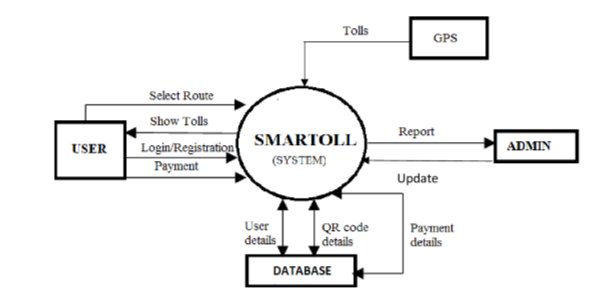 Tolls
GPS
Select Route
Show Tolls
USER
Login/Registration
Payment
SMARTOLL
(SYSTEM)
Report
ADMIN
Update
User
details
QR code
details
Payment
details
DATABASE